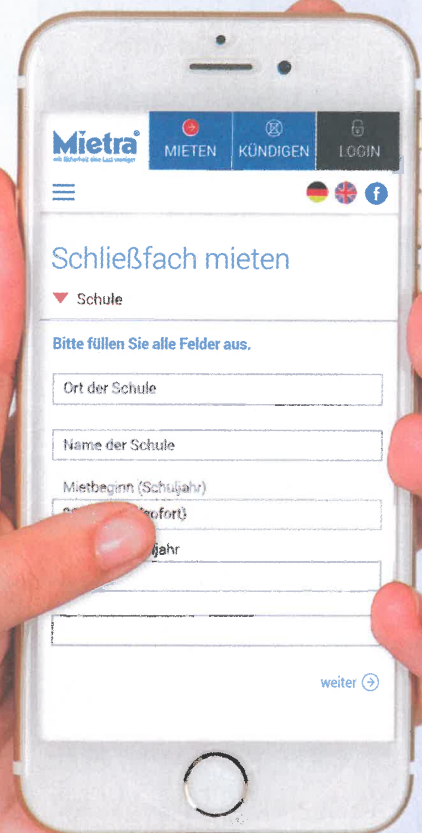 Mietra®
mit Sicherheit eine Last weniger
MIETEN
KÜNDIGEN
LOGIN
Schließfach mieten
Schule
Bitte füllen Sie alle Felder aus.
Ort der Schule
Name der Schule
Mietbeginn (Schuljahr)
sofort)
jahr
weiter